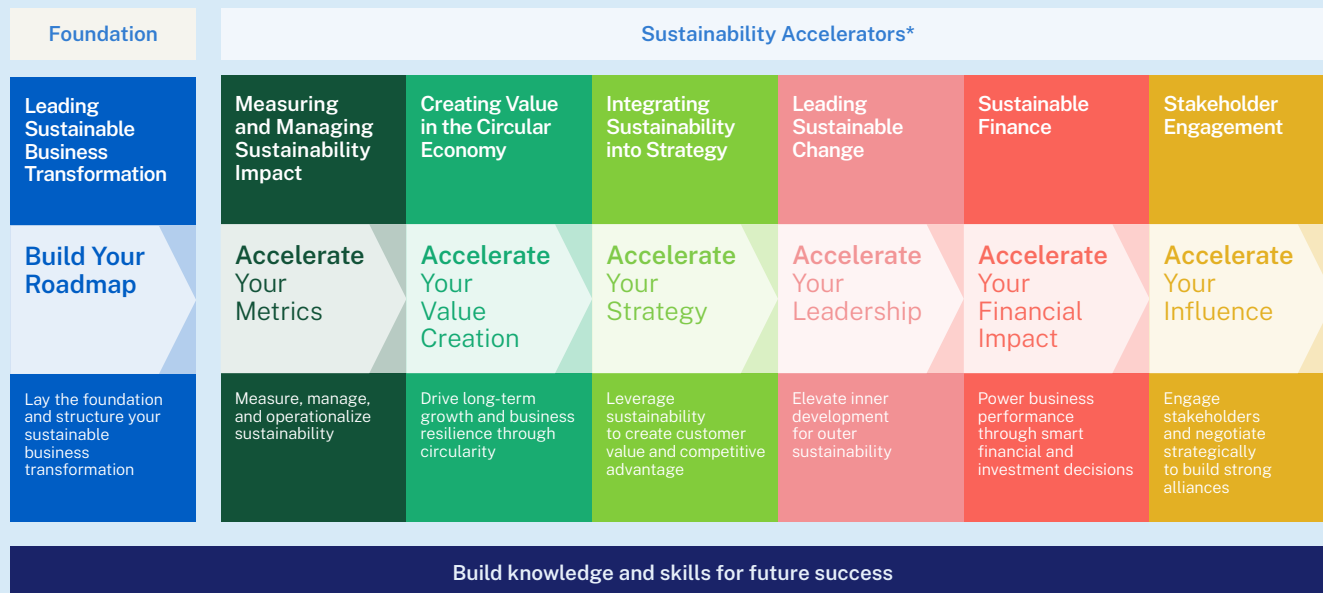 Foundation
Sustainability Accelerators*
Leading
Sustainable
Business
Transformation
Build Your
Roadmap
Lay the foundation
and structure your
sustainable
business
transformation
Measuring
and Managing
Sustainability
Impact
Accelerate
Your
Metrics
Measure, manage,
and operationalize
sustainability
Creating Value
in the Circular
Economy
Accelerate
Your
Value
Creation
Drive long-term
growth and business
resilience through
circularity
Integrating
Sustainability
into Strategy
Accelerate
Your
Strategy
Leverage
sustainability
to create customer
value and competitive
advantage
Leading
Sustainable
Change
Accelerate
Your
Leadership
Elevate inner
development
for outer
sustainability
Sustainable
Finance
Accelerate
Your
Financial
Impact
Power business
performance
through smart
financial and
investment decisions
Stakeholder
Engagement
Accelerate
Your
Influence
Engage
stakeholders
and negotiate
strategically
to build strong
alliances
Build knowledge and skills for future success